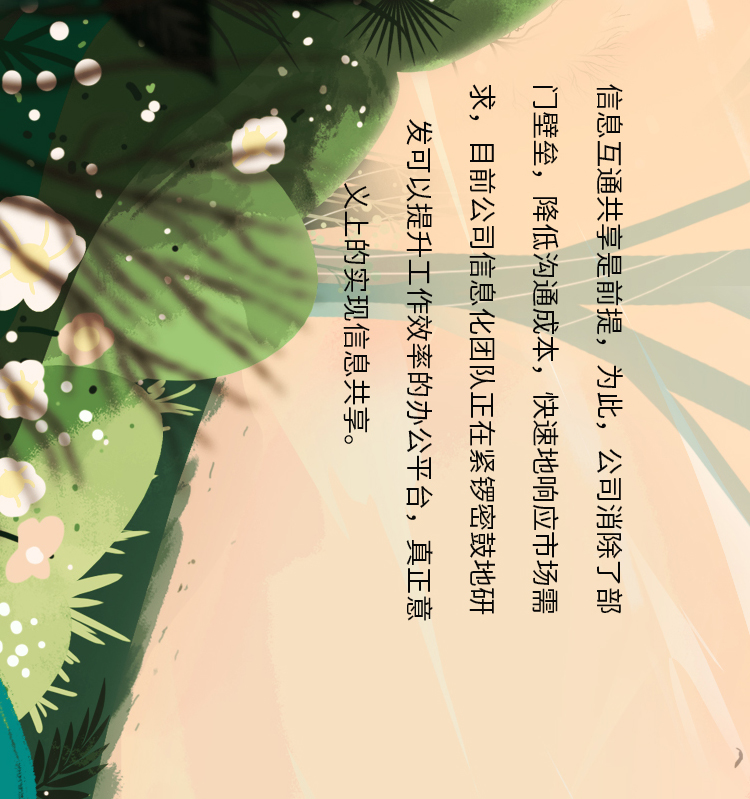 信息互通共享是前提，为此，公司消除了部
门壁垒，降低沟通成本，快速地响应市场需
求，目前公司信息化团队正在紧锣密鼓地研
发可以提升工作效率的办公平台，真正意
义上的实现信息共享。